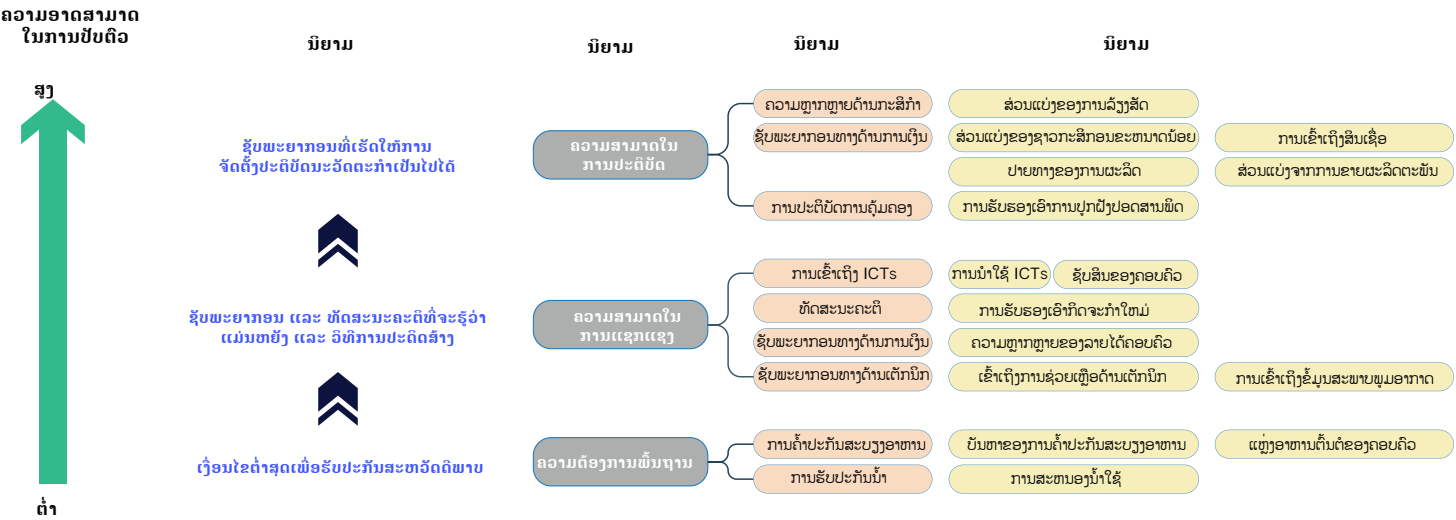 ຄວາມອາດສາມາດ
ໃນການປັບຕົວ
ນິຍາມ
ນິຍາມ
ນິຍາມ
ນິຍາມ
ສູງ
ຊັບພະຍາກອນທີ່ເຮັດໃຫ້ການ
ຈັດຕັ້ງປະຕິບັດນະວັດຕະກຳເປັນໄປໄດ້
ຄວາມສາມາດໃນ
ການປະຕິບັດ
ຄວາມຫຼາກຫຼາຍດ້ານກະສິກຳ
ສ່ວນແບ່ງຂອງການລ້ຽງສັດ
ຊັບພະຍາກອນທາງດ້ານການເງິນ
ສ່ວນແບ່ງຂອງຊາວກະສິກອນຂະຫນາດນ້ອຍ
ການເຂົ້າເຖິງສິນເຊື່ອ
ປາຍທາງຂອງການຜະລິດ
ສ່ວນແບ່ງຈາກການຂາຍຜະລິດຕະພັນ
ການປະຕິບັດການຄຸ້ມຄອງ
ການຮັບຮອງເອົາການປູກຝັງປອດສານພິດ
ຊັບພະຍາກອນ ແລະ ທັດສະນະຄະຕິທີ່ຈະຮູ້ວ່າ
ແມ່ນຫຍັງ ແລະ ວິທີການປະດິດສ້າງ
ຄວາມສາມາດໃນ
ການແຊກແຊງ
ການເຂົ້າເຖິງ ICTs
ການນຳໃຊ້ ICTs
ຊັບສິນຂອງຄອບຄົວ
ທັດສະນະຄະຕິ
ການຮັບຮອງເອົາກິດຈະກຳໃຫມ່
ຊັບພະຍາກອນທາງດ້ານການເງິນ
ຄວາມຫຼາກຫຼາຍຂອງລາຍໄດ້ຄອບຄົວ
ຊັບພະຍາກອນທາງດ້ານເຕັກນິກ
ເຂົ້າເຖິງການຊ່ວຍເຫຼືອດ້ານເຕັກນິກ
ການເຂົ້າເຖິງຂໍ້ມູນສະພາບພູມອາກາດ
ເງື່ອນໄຂຕ່ຳສຸດເພື່ອຮັບປະກັນສະຫວັດດີພາບ
ຄວາມຕ້ອງການພື້ນຖານ
ການຄ້ຳປະກັນສະບຽງອາຫານ
ບັນຫາຂອງການຄ້ຳປະກັນສະບຽງອາຫານ
ແຫຼ່ງອາຫານຕົ້ນຕໍຂອງຄອບຄົວ
ການຮັບປະກັນນ້ຳ
ການສະຫນອງນ້ຳໃຊ້
ຕ່ຳ